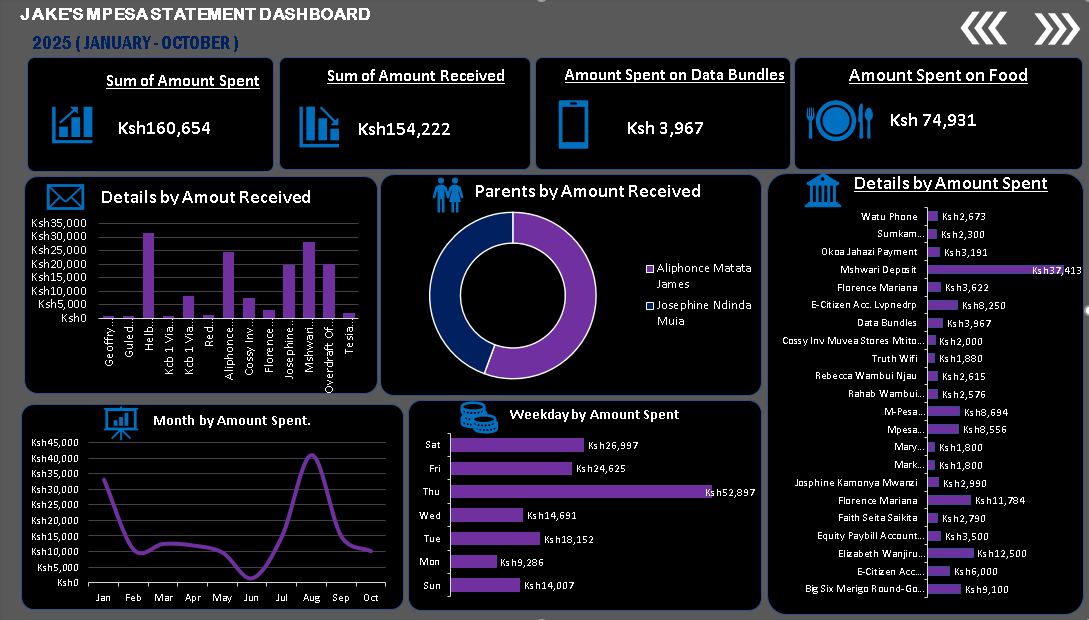 JAKE'S MPESA STATEMENT DASHBOARD
2025 ( JANUARY - OCTOBER )
Sum of Amount Spent
Ksh160,654
Sum of Amount Received
Ksh154,222
Amount Spent on Data Bundles
Ksh 3,967
Amount Spent on Food
Ksh 74,931
Details by Amout Received
Ksh35,000
Ksh30,000
Ksh25,000
Ksh20,000
Ksh15,000
Ksh10,000
Ksh5,000
Ksh0
Geoffry...
Guled...
Helb...
Kcb 1 Via...
Kcb 1 Via...
Red...
Aliphonce...
Cossy Inv...
Florence...
Josephine...
Mshwari...
Overdraft Of...
Tesia...
Parents by Amount Received
Aliphonce Matata
James
Josephine Ndinda
Muia
Details by Amount Spent
Watu Phone Ksh2,673
Sumkam... Ksh2,300
Okoa Jahazi Payment Ksh3,191
Mshwari Deposit Ksh37,413
Florence Mariana Ksh3,622
E-Citizen Acc. Lvpnedrp Ksh8,250
Data Bundles Ksh3,967
Cossy Inv Muvea Stores Mtito... Ksh2,000
Truth Wifi Ksh1,880
Rebecca Wambui Njau Ksh2,615
Rahab Wambui... Ksh2,576
M-Pesa... Ksh8,694
Mpesa... Ksh8,556
Mary... Ksh1,800
Mark... Ksh1,800
Josphine Kamonya Mwanzi Ksh2,990
Florence Mariana Ksh11,784
Faith Seita Saikita Ksh2,790
Equity Paybill Account... Ksh3,500
Elizabeth Wanjiru... Ksh12,500
E-Citizen Acc... Ksh6,000
Big Six Merigo Round-Go... Ksh9,100
Month by Amount Spent.
Ksh45,000
Ksh40,000
Ksh35,000
Ksh30,000
Ksh25,000
Ksh20,000
Ksh15,000
Ksh10,000
Ksh5,000
Ksh0
Jan Feb Mar Apr May Jun Jul Aug Sep Oct
Weekday by Amount Spent
Sat Ksh26,997
Fri Ksh24,625
Thu Ksh52,897
Wed Ksh14,691
Tue Ksh18,152
Mon Ksh9,286
Sun Ksh14,007